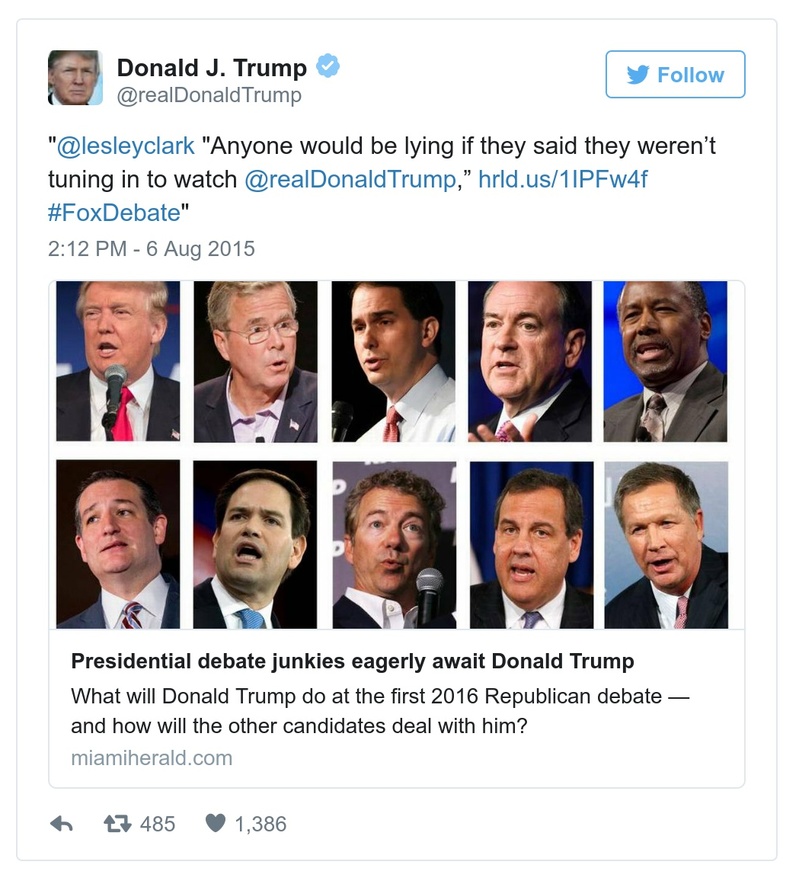 Donald J. Trump
Follow
@realDonaldTrump
"@lesleyclark "Anyone would be lying if they said they weren’t
tuning in to watch @realDonaldTrump,” hrld.us/1IPFw4f
#FoxDebate"
2:12 PM - 6 Aug 2015
Presidential debate junkies eagerly await Donald Trump
What will Donald Trump do at the first 2016 Republican debate —
and how will the other candidates deal with him?
miamiherald.com
485 1,386